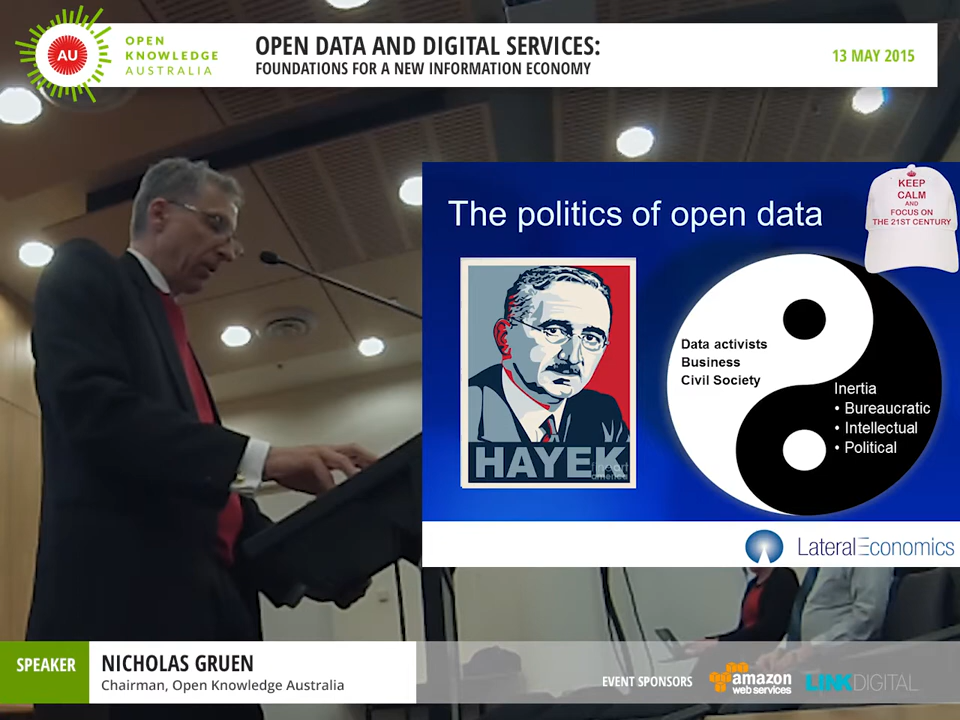 AU
OPEN
KNOWLEDGE
AUSTRALIA
OPEN DATA AND DIGITAL SERVICES:
FOUNDATIONS FOR A NEW INFORMATION ECONOMY
13 MAY 2015
The politics of open data
KEEP
CALM
AND
FOCUS ON
THE 21ST CENTURY
HAYEK
fineart
america
Data activists
Business
Civil Society
Inertia
• Bureaucratic
• Intellectual
• Political
LateralEconomics
SPEAKER
NICHOLAS GRUEN
Chairman, Open Knowledge Australia
EVENT SPONSORS
amazon
web services
LINKDIGITAL